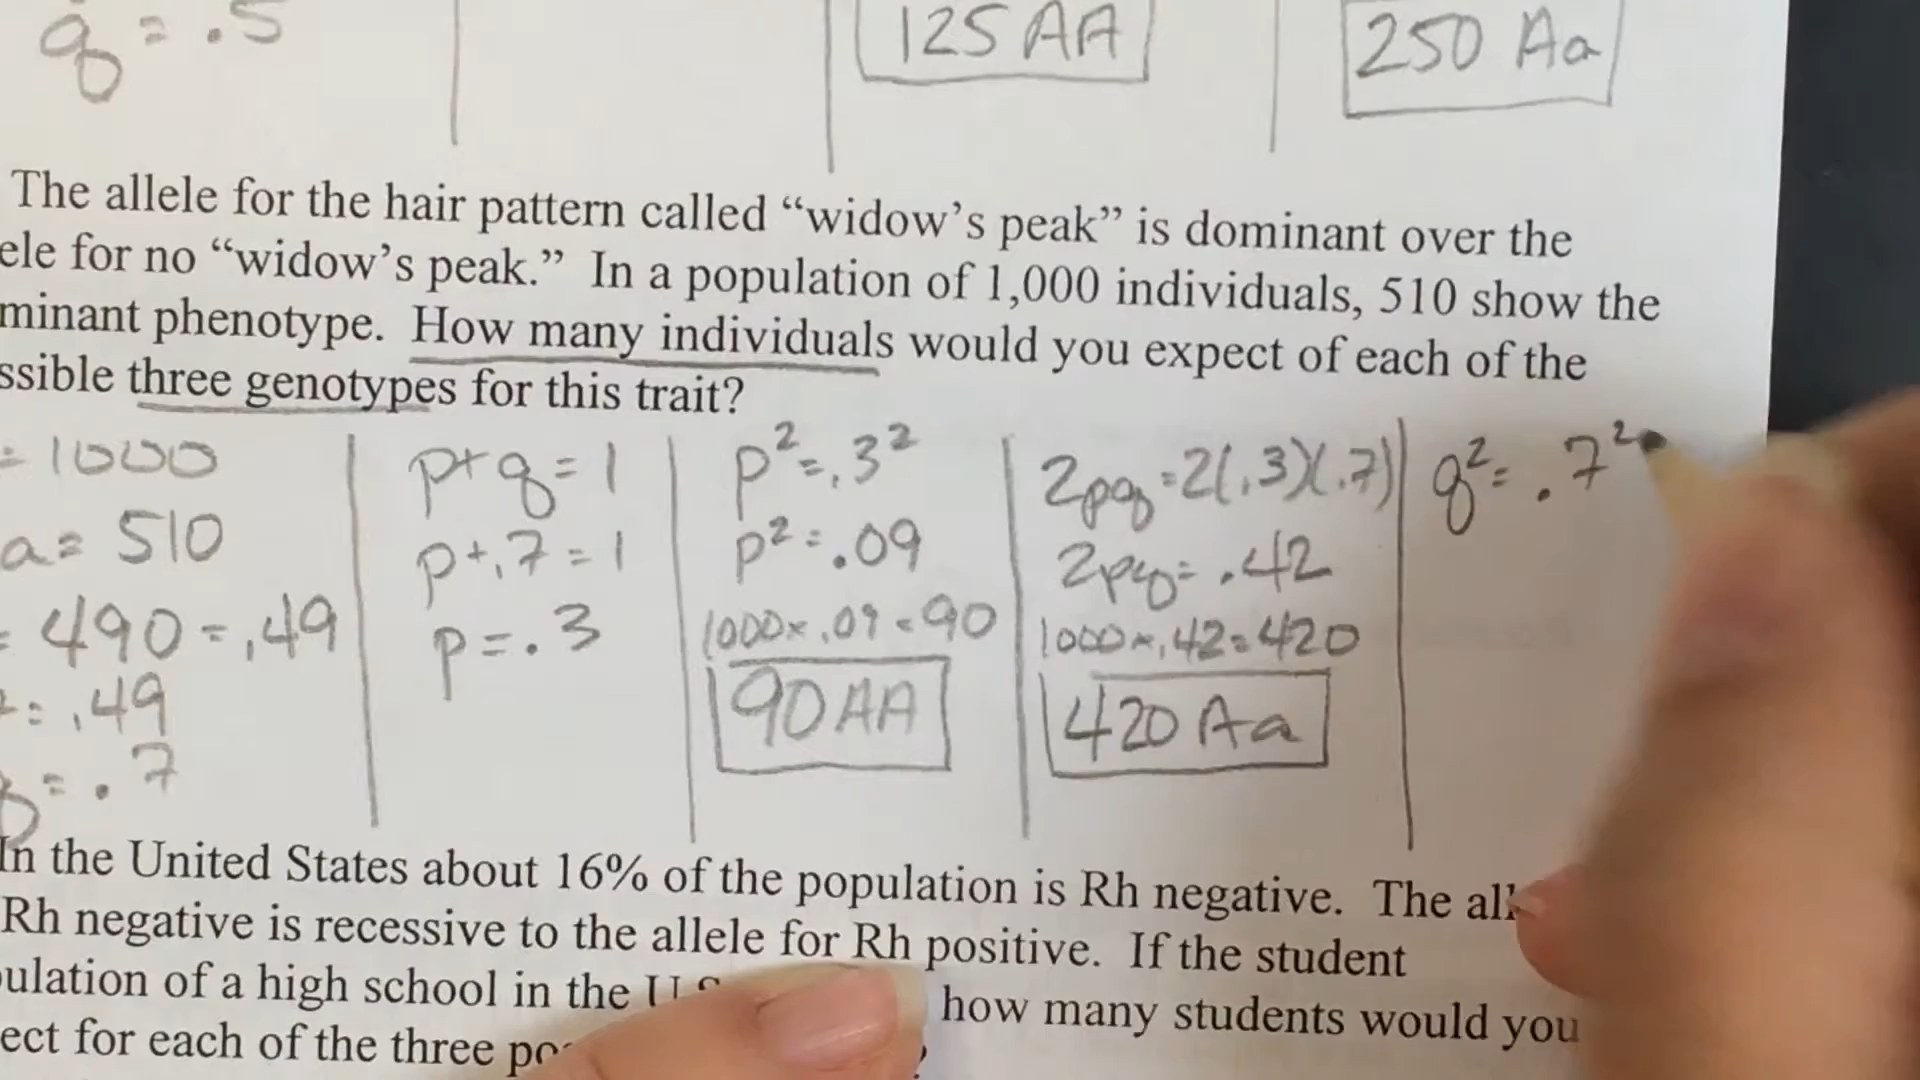 q = .5
125 AA
250 Aa
The allele for the hair pattern called “widow’s peak” is dominant over the
ele for no “widow’s peak.” In a population of 1,000 individuals, 510 show the
minant phenotype. How many individuals would you expect of each of the
ssible three genotypes for this trait?
= 1000
a = 510
= 490 = .49
2 = .49
q = .7
p + q = 1
p + .7 = 1
p = .3
p² = .3²
p² = .09
1000 x .09 = 90
90 AA
2pq = 2(.3)(.7)
2pq = .42
1000 x .42 = 420
420 Aa
q² = .7²
In the United States about 16% of the population is Rh negative. The all
Rh negative is recessive to the allele for Rh positive. If the student
ulation of a high school in the U.S. how many students would you
ect for each of the three po ?